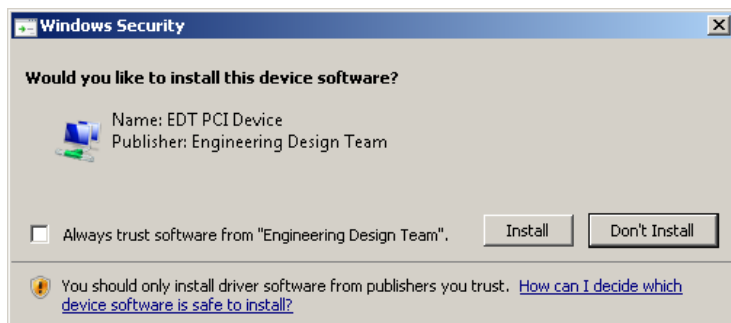 Windows Security
Would you like to install this device software?
Name: EDT PCI Device
Publisher: Engineering Design Team
Always trust software from "Engineering Design Team".
Install
Don't Install
You should only install driver software from publishers you trust. How can I decide which
device software is safe to install?